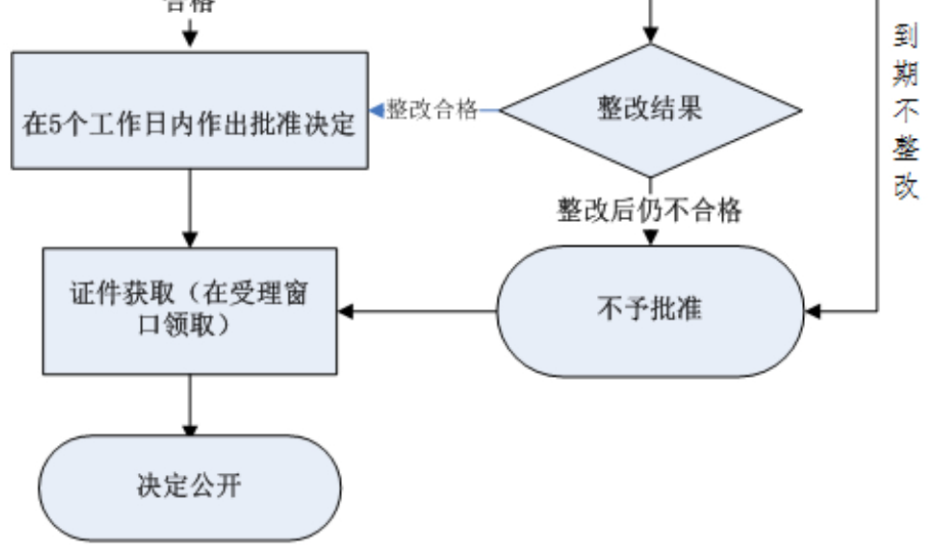 合格
到
期
不
整
改
在5个工作日内作出批准决定
整改合格
整改结果
整改后仍不合格
证件获取（在受理窗
口领取）
不予批准
决定公开